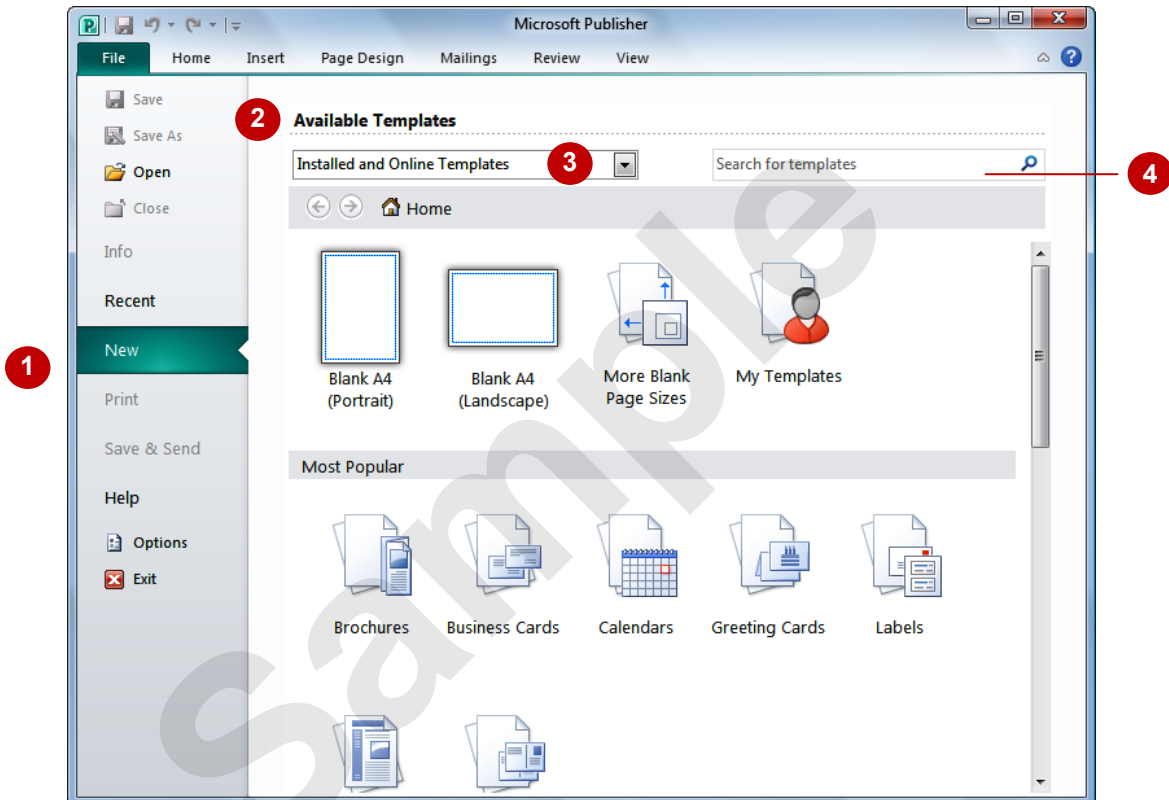 Microsoft Publisher
File Home Insert Page Design Mailings Review View
Save
Save As
Open
Close
Info
Recent
New
Print
Save & Send
Help
Options
Exit
1
2
Available Templates
Installed and Online Templates
3
Search for templates
4
Home
Blank A4
(Portrait)
Blank A4
(Landscape)
More Blank
Page Sizes
My Templates
Most Popular
Brochures
Business Cards
Calendars
Greeting Cards
Labels
Sample